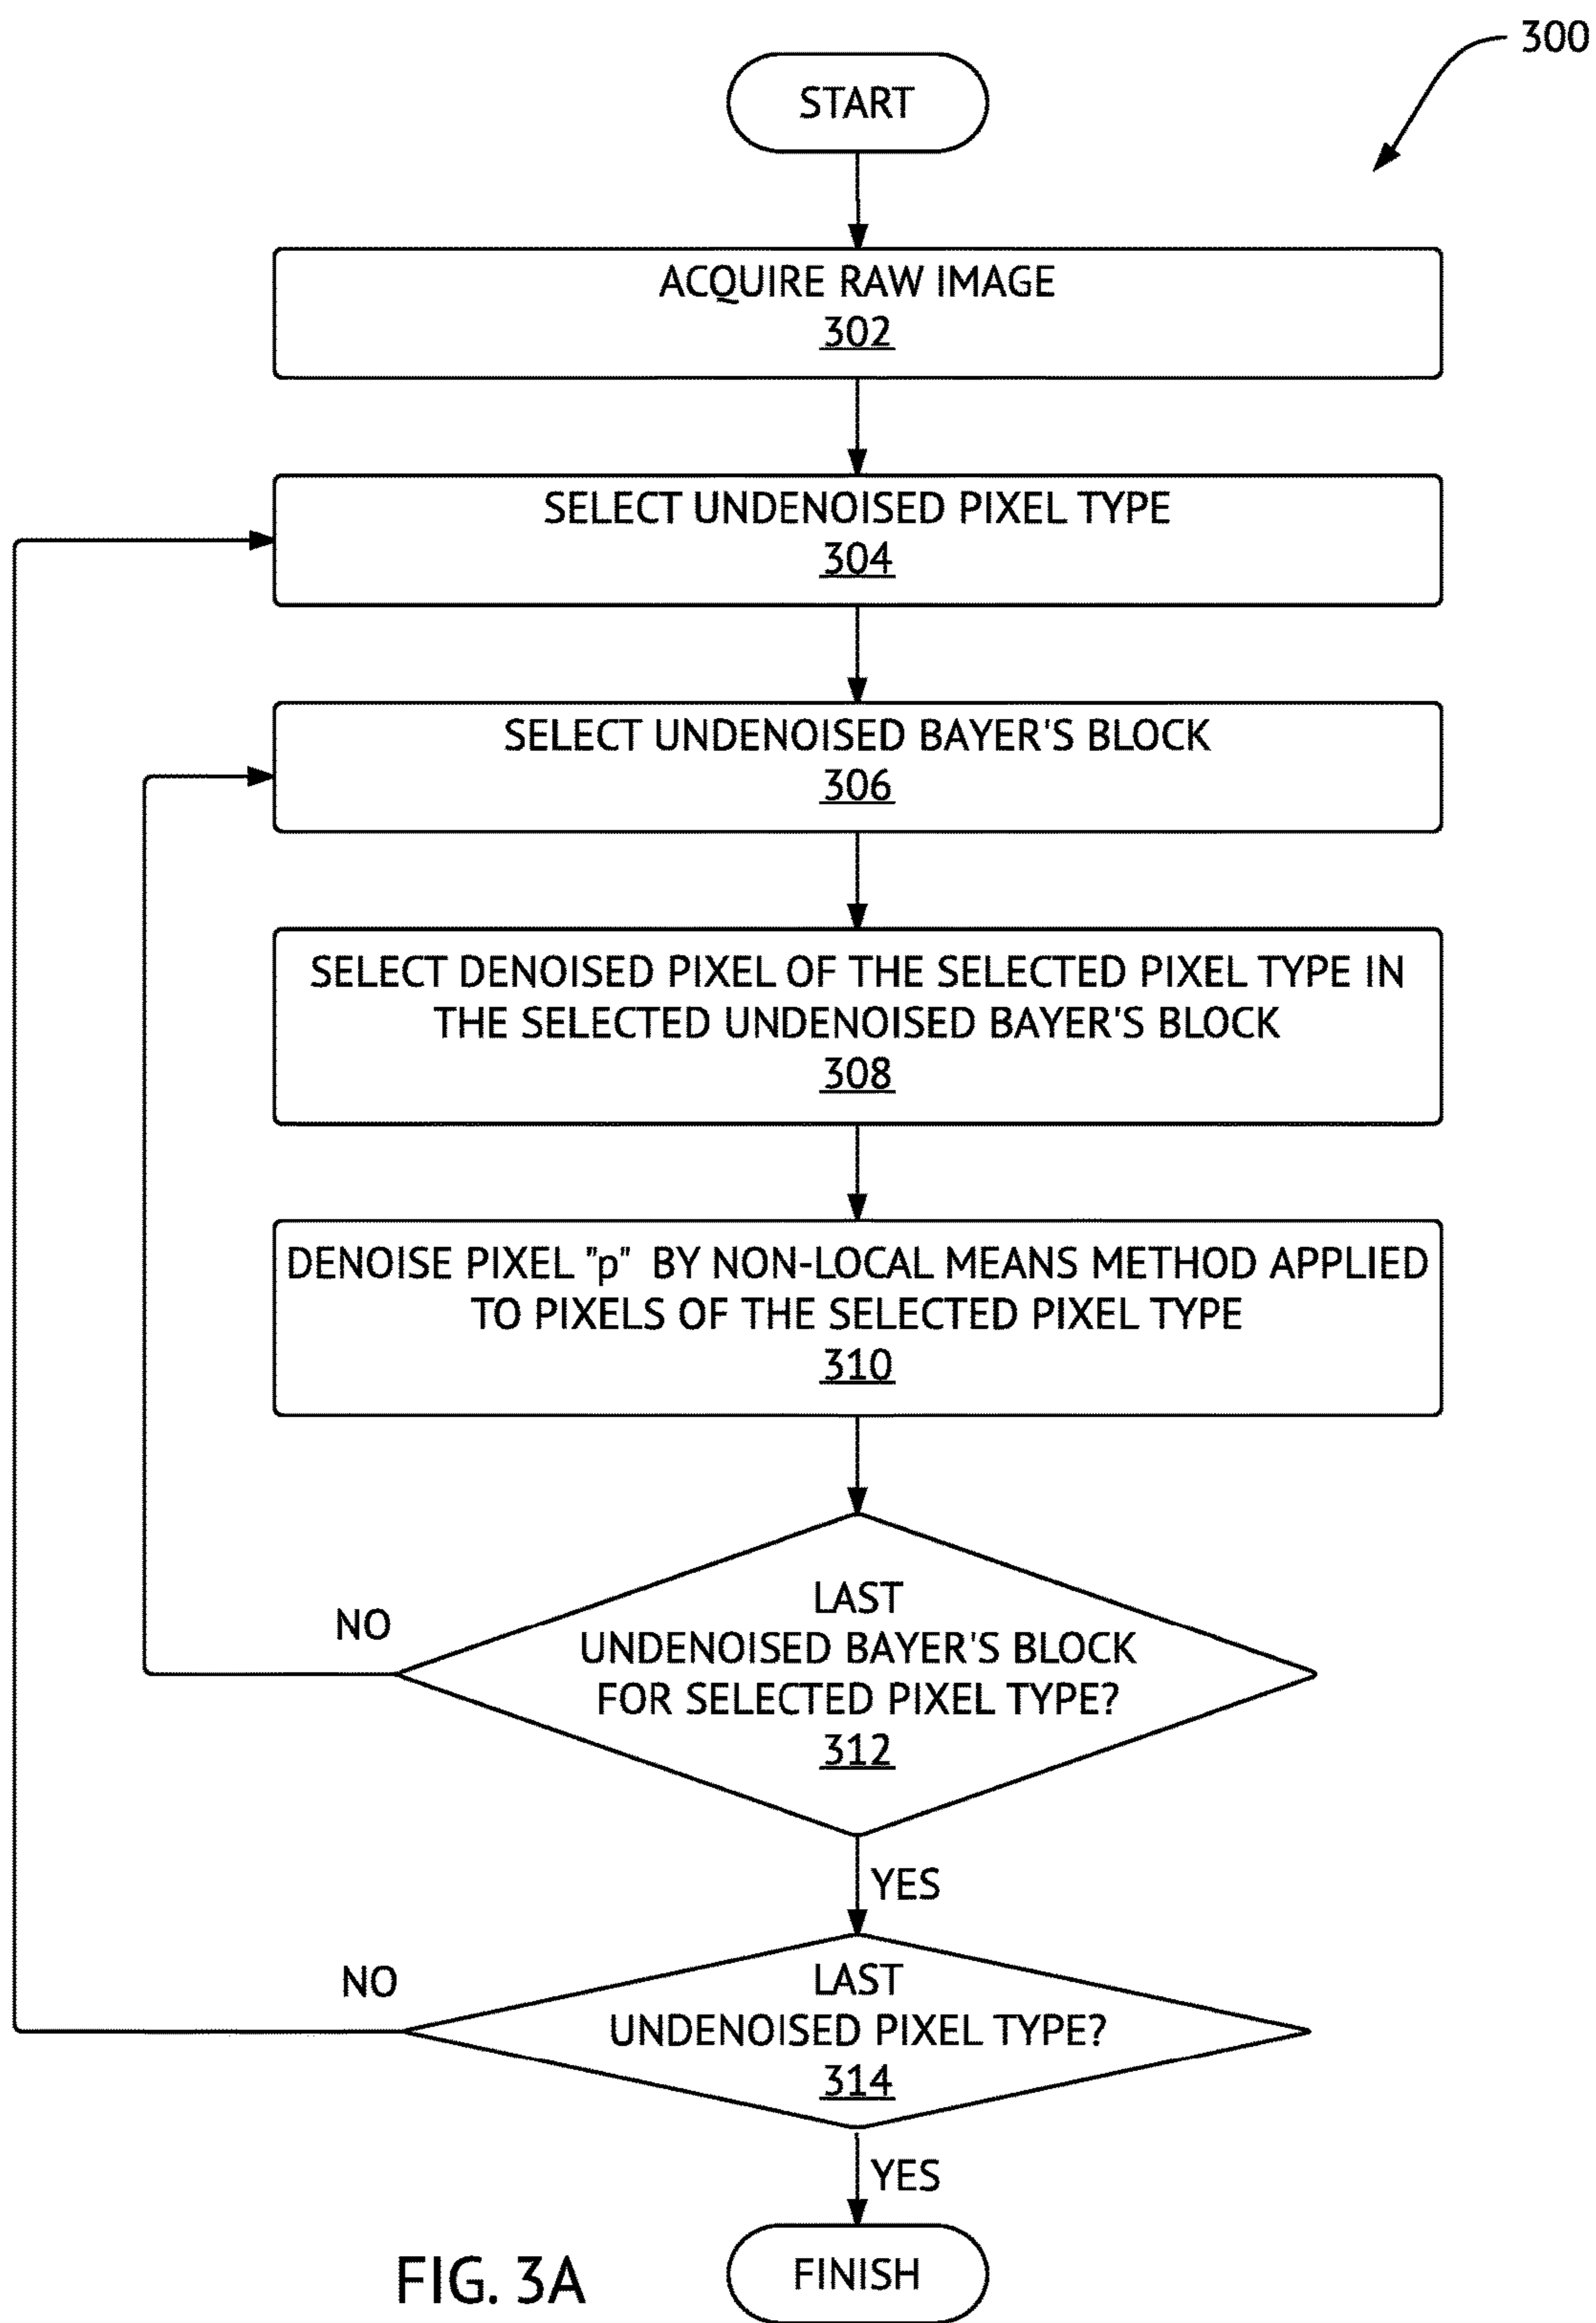 300
START
ACQUIRE RAW IMAGE
302
SELECT UNDENOISED PIXEL TYPE
304
SELECT UNDENOISED BAYER'S BLOCK
306
SELECT DENOISED PIXEL OF THE SELECTED PIXEL TYPE IN
THE SELECTED UNDENOISED BAYER'S BLOCK
308
DENOISE PIXEL "p" BY NON-LOCAL MEANS METHOD APPLIED
TO PIXELS OF THE SELECTED PIXEL TYPE
310
LAST
NO
UNDENOISED BAYER'S BLOCK
FOR SELECTED PIXEL TYPE?
312
YES
LAST
NO
UNDENOISED PIXEL TYPE?
314
YES
FINISH
FIG. 3A